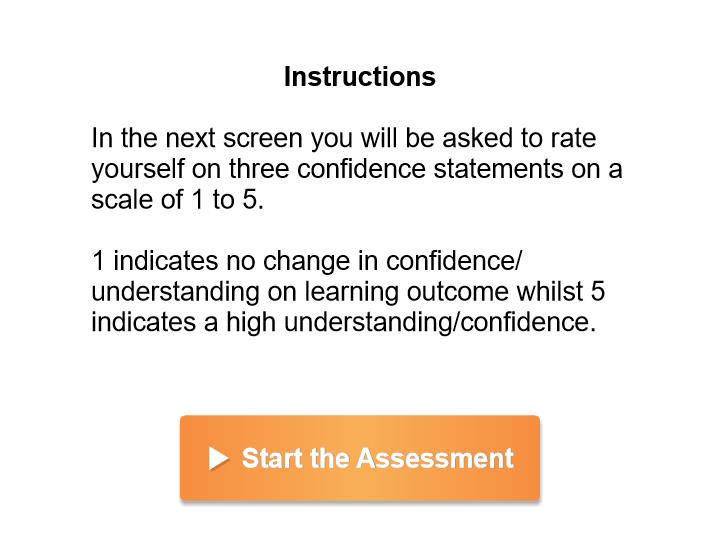 Instructions
In the next screen you will be asked to rate
yourself on three confidence statements on a
scale of 1 to 5.
1 indicates no change in confidence/
understanding on learning outcome whilst 5
indicates a high understanding/confidence.
Start the Assessment